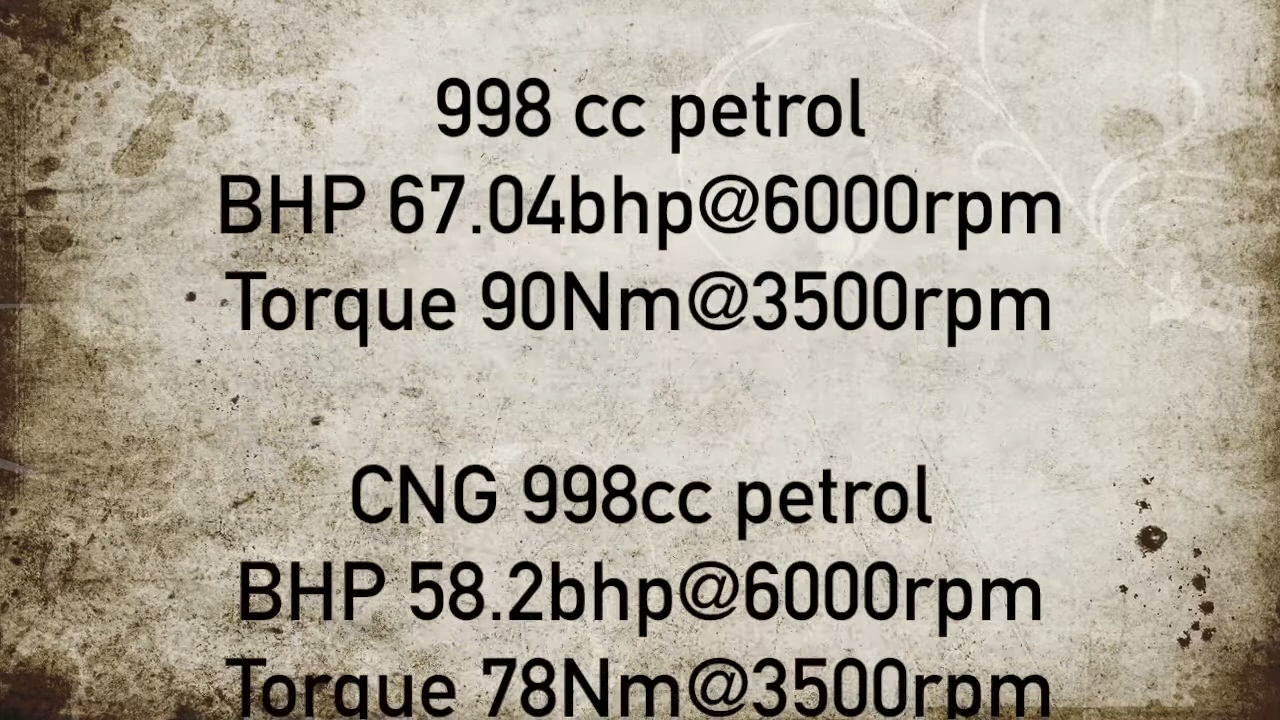 998 cc petrol
BHP 67.04bhp@6000rpm
Torque 90Nm@3500rpm
CNG 998cc petrol
BHP 58.2bhp@6000rpm
Torque 78Nm@3500rpm